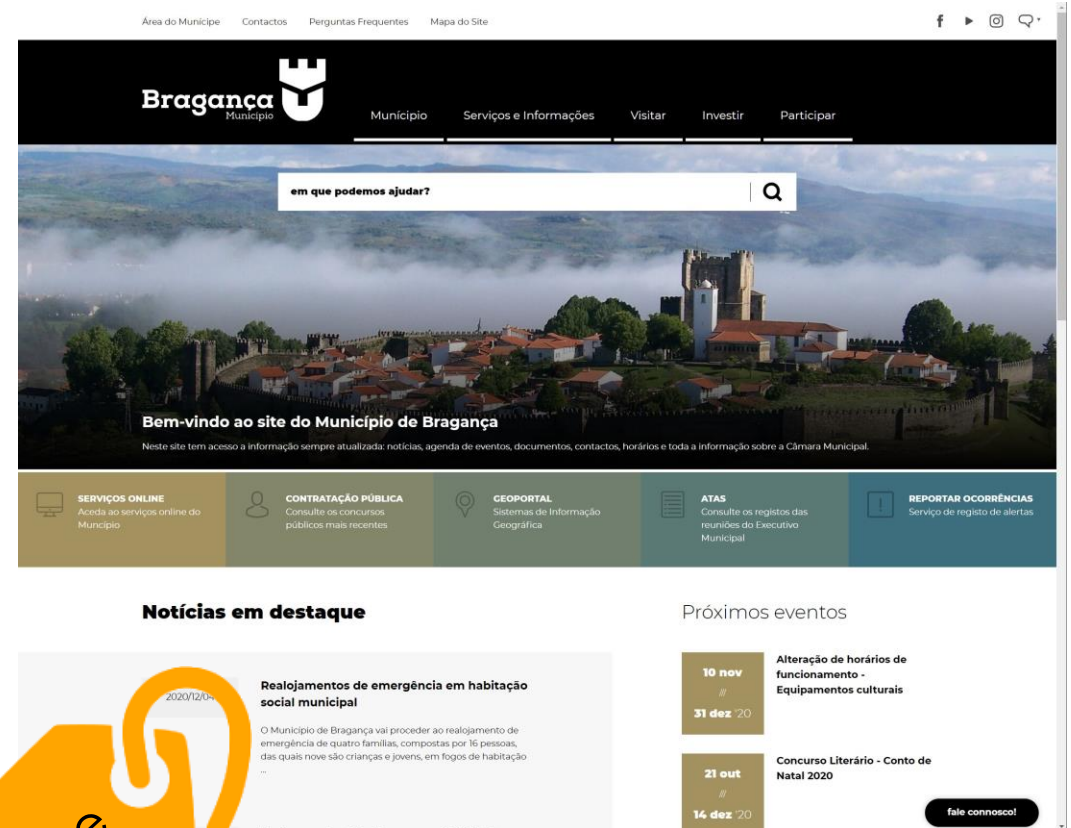 Área do Munícipe Contactos Perguntas Frequentes Mapa do Site
Bragança
Município
Munícipio Serviços e Informações Visitar Investir Participar
em que podemos ajudar?
Bem-vindo ao site do Município de Bragança
Neste site tem acesso a informação sempre atualizada: notícias, agenda de eventos, documentos, contactos, horários e toda a informação sobre a Câmara Municipal.
SERVIÇOS ONLINE
Aceda ao serviços online do
Muncípio
CONTRATAÇÃO PÚBLICA
Consulte os concursos
públicos mais recentes
GEOPORTAL
Sistemas de Informação
Geográfica
ATAS
Consulte os registos das
reuniões do Executivo
Municipal
REPORTAR OCORRÊNCIAS
Serviço de registo de alertas
Notícias em destaque
2020/12/04
Realojamentos de emergência em habitação
social municipal
O Município de Bragança vai proceder ao realojamento de
emergência de quatro famílias, compostas por 16 pessoas,
das quais nove são crianças e jovens, em fogos de habitação
...
Próximos eventos
10 nov
///
31 dez '20
Alteração de horários de
funcionamento -
Equipamentos culturais
21 out
///
14 dez '20
Concurso Literário - Conto de
Natal 2020
fale connosco!